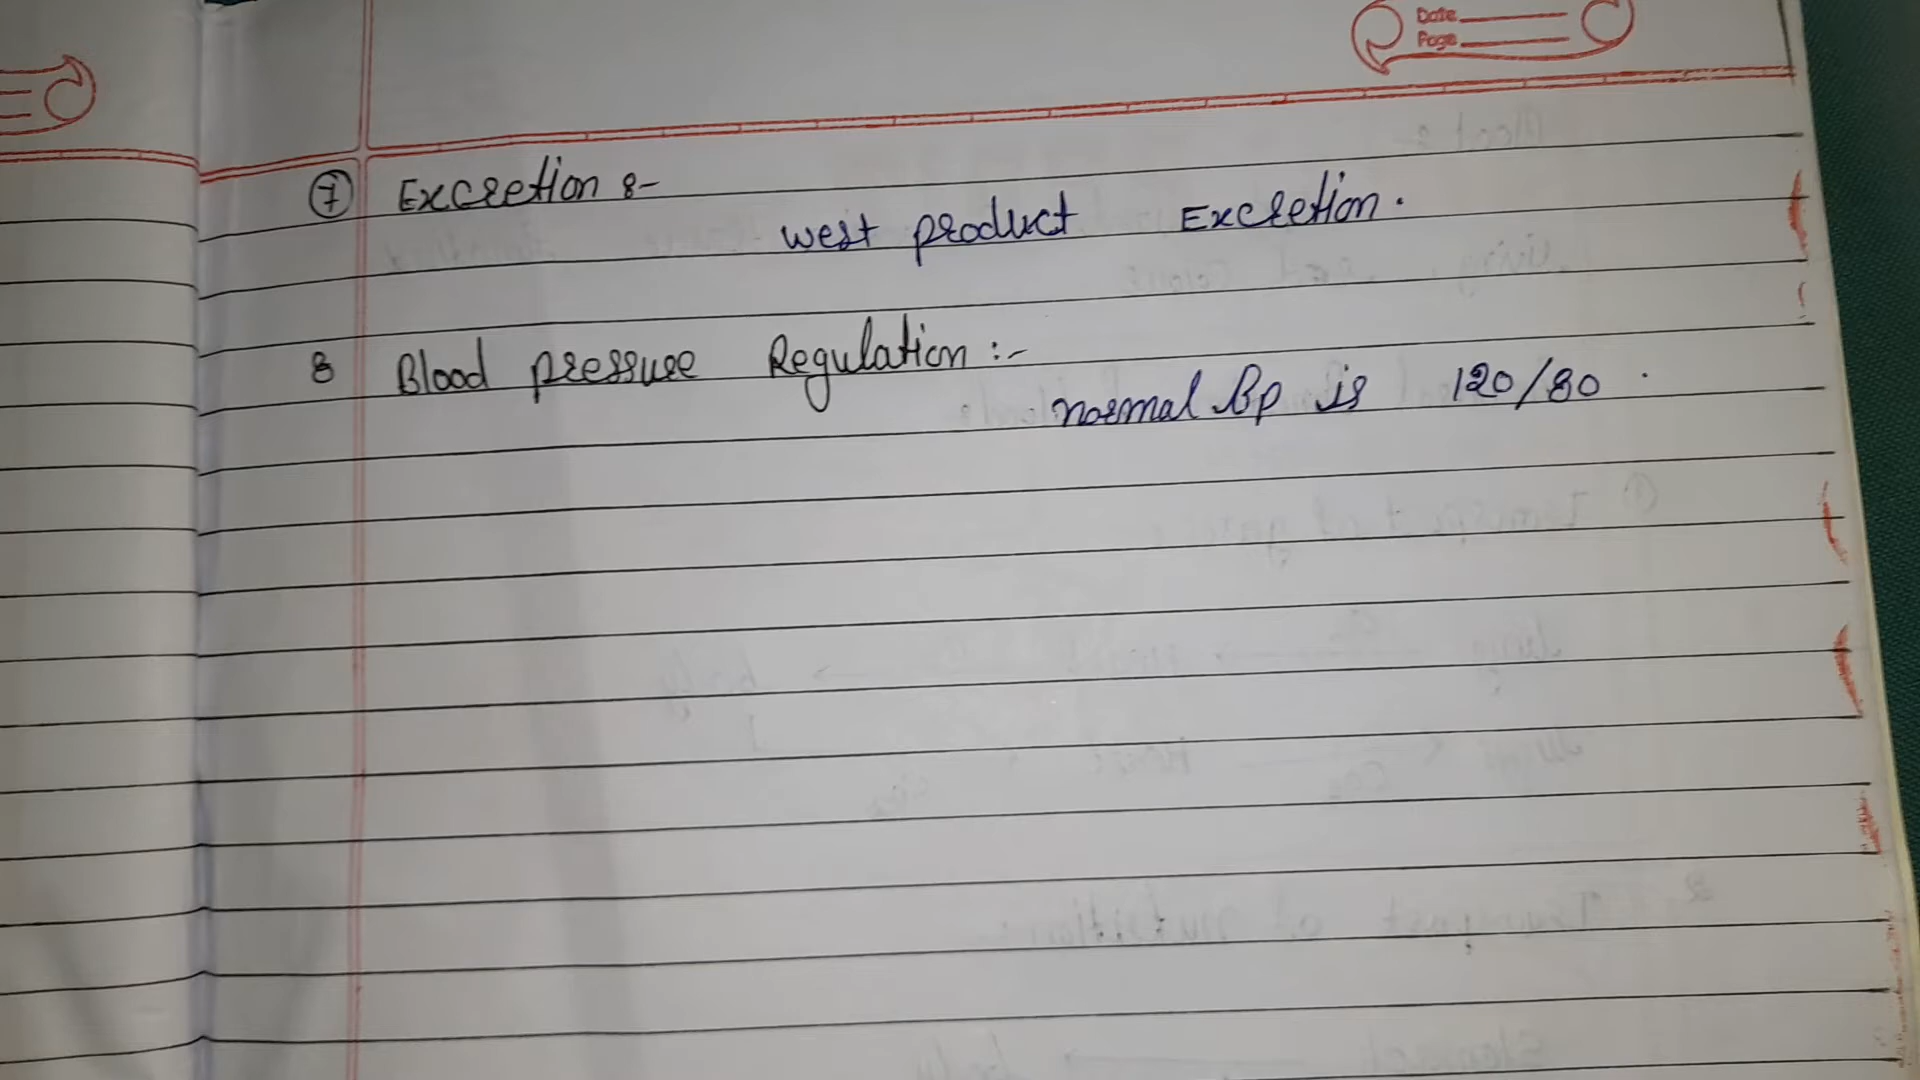 Date
Page
7 Excretion :-
west product Excretion.
8 Blood pressure Regulation :-
normal Bp is 120/80 .